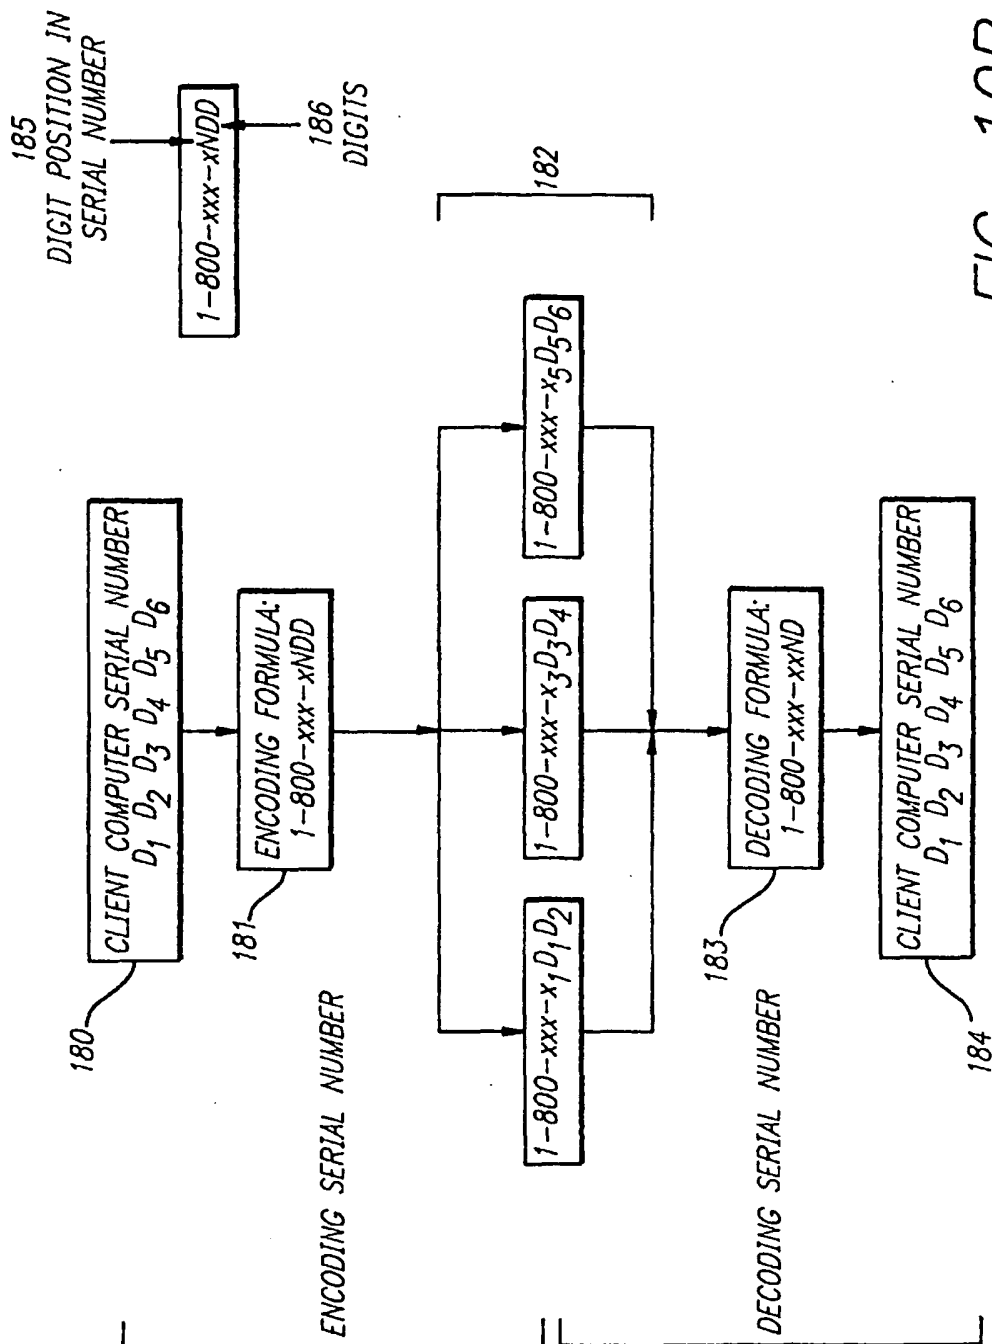 185
DIGIT POSITION IN
SERIAL NUMBER
1-800-xxx-xNDD
186
DIGITS
180
CLIENT COMPUTER SERIAL NUMBER
D1 D2 D3 D4 D5 D6
181
ENCODING FORMULA:
1-800-xxx-xNDD
ENCODING SERIAL NUMBER
182
1-800-xxx-x1D1D2
1-800-xxx-x3D3D4
1-800-xxx-x5D5D6
183
DECODING FORMULA:
1-800-xxx-xxND
DECODING SERIAL NUMBER
184
CLIENT COMPUTER SERIAL NUMBER
D1 D2 D3 D4 D5 D6